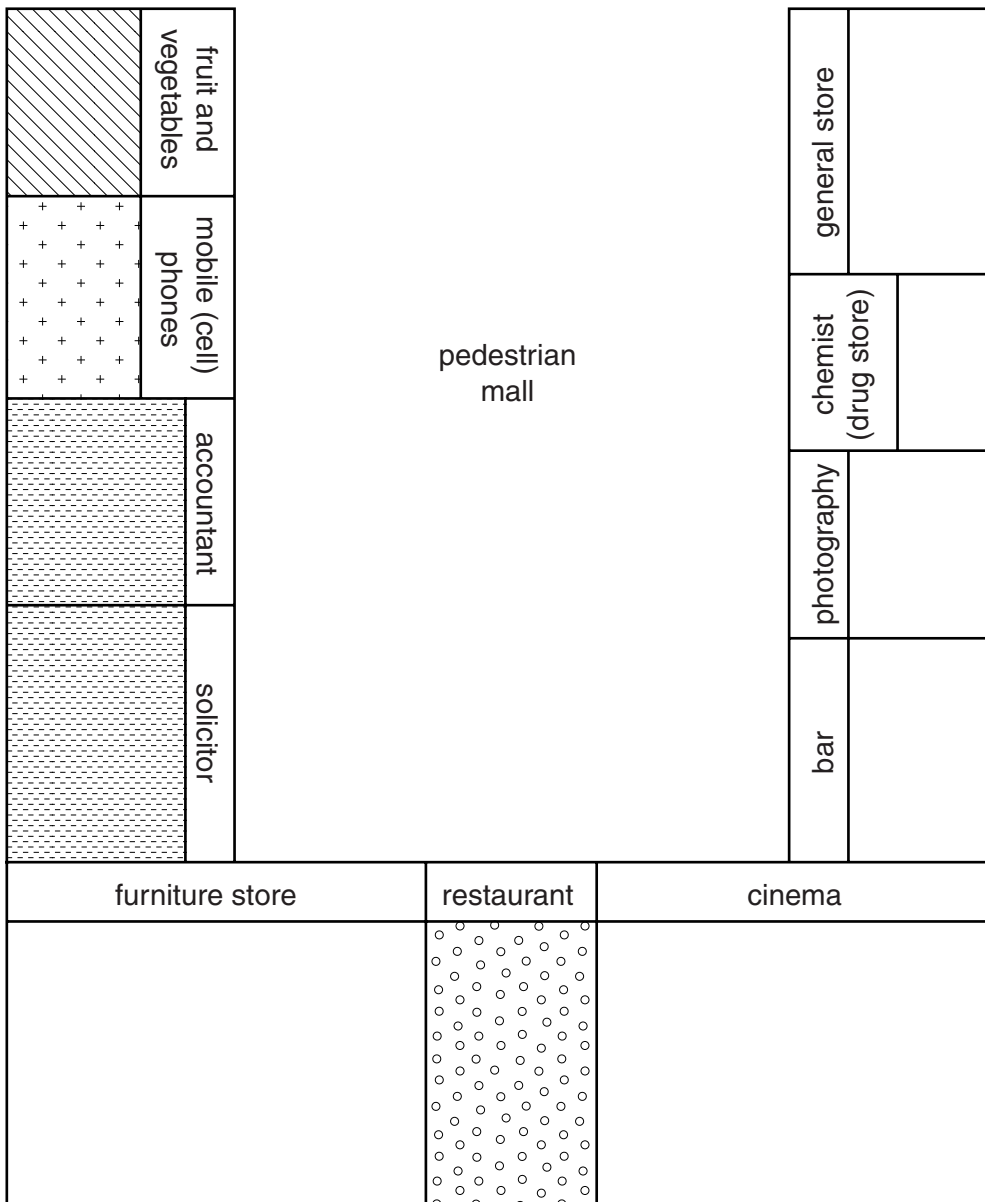 fruit and
vegetables
mobile (cell)
phones
accountant
solicitor
pedestrian
mall
general store
chemist
(drug store)
photography
bar
furniture store
restaurant
cinema